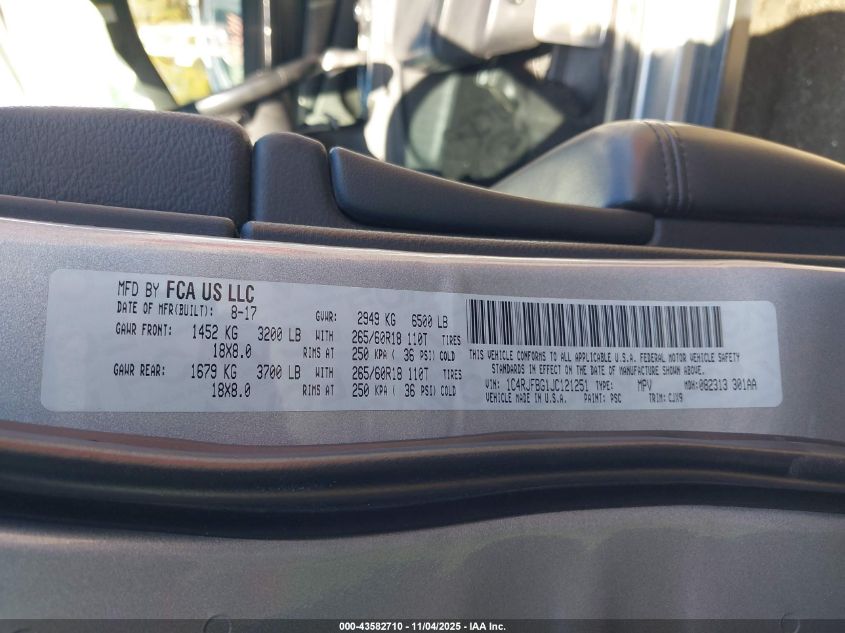 MFD BY FCA US LLC
DATE OF MFR(BUILT): 8-17 GVWR: 2949 KG 6500 LB
GAWR FRONT: 1452 KG 3200 LB WITH 265/60R18 110T TIRES
18X8.0 RIMS AT 250 KPA ( 36 PSI) COLD
GAWR REAR: 1679 KG 3700 LB WITH 265/60R18 110T TIRES
18X8.0 RIMS AT 250 KPA ( 36 PSI) COLD
THIS VEHICLE CONFORMS TO ALL APPLICABLE U.S.A. FEDERAL MOTOR VEHICLE SAFETY
STANDARDS IN EFFECT ON THE DATE OF MANUFACTURE SHOWN ABOVE.
VIN: 1C4RJFBG1JC121251 TYPE: MPV MDH: 082313 301AA
VEHICLE MADE IN U.S.A. PAINT: PSC TRIM: CJX9
000-43582710 - 11/04/2025 - IAA Inc.